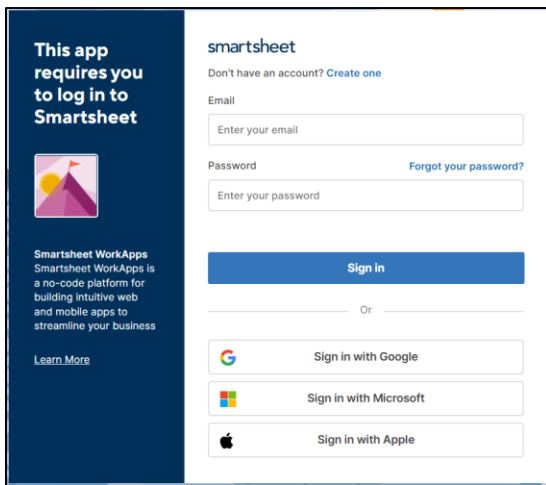 This app
requires you
to log in to
Smartsheet
Smartsheet WorkApps
Smartsheet WorkApps is
a no-code platform for
building intuitive web
and mobile apps to
streamline your business
Learn More
smartsheet
Don't have an account? Create one
Email
Enter your email
Password Forgot your password?
Enter your password
Sign in
Or
Sign in with Google
Sign in with Microsoft
Sign in with Apple